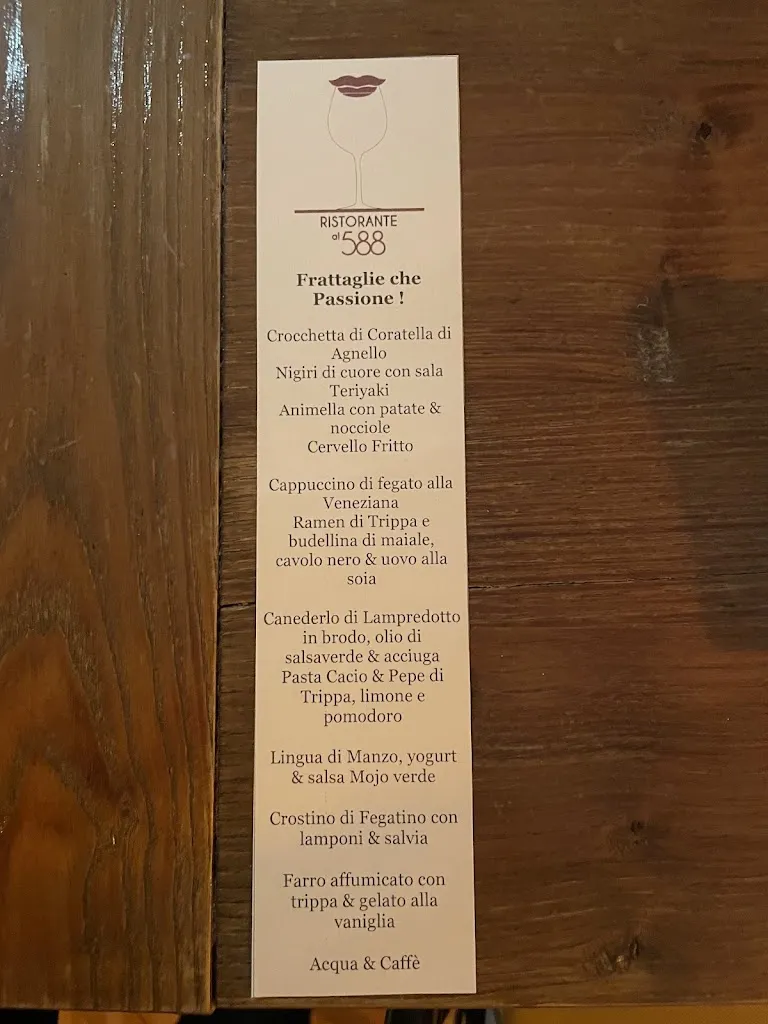 RISTORANTE
al 588
Frattaglie che
Passione !
Crocchetta di Coratella di
Agnello
Nigiri di cuore con sala
Teriyaki
Animella con patate &
nocciole
Cervello Fritto
Cappuccino di fegato alla
Veneziana
Ramen di Trippa e
budellina di maiale,
cavolo nero & uovo alla
soia
Canederlo di Lampredotto
in brodo, olio di
salsaverde & acciuga
Pasta Cacio & Pepe di
Trippa, limone e
pomodoro
Lingua di Manzo, yogurt
& salsa Mojo verde
Crostino di Fegatino con
lamponi & salvia
Farro affumicato con
trippa & gelato alla
vaniglia
Acqua & Caffè